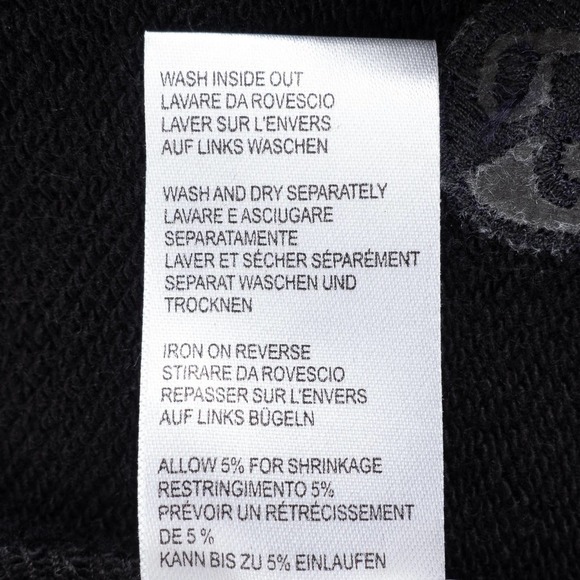 WASH INSIDE OUT
LAVARE DA ROVESCIO
LAVER SUR L'ENVERS
AUF LINKS WASCHEN
WASH AND DRY SEPARATELY
LAVARE E ASCIUGARE
SEPARATAMENTE
LAVER ET SÉCHER SÉPARÉMENT
SEPARAT WASCHEN UND
TROCKNEN
IRON ON REVERSE
STIRARE DA ROVESCIO
REPASSER SUR L'ENVERS
AUF LINKS BÜGELN
ALLOW 5% FOR SHRINKAGE
RESTRINGIMENTO 5%
PRÉVOIR UN RÉTRÉCISSEMENT
DE 5 %
KANN BIS ZU 5% EINLAUFEN